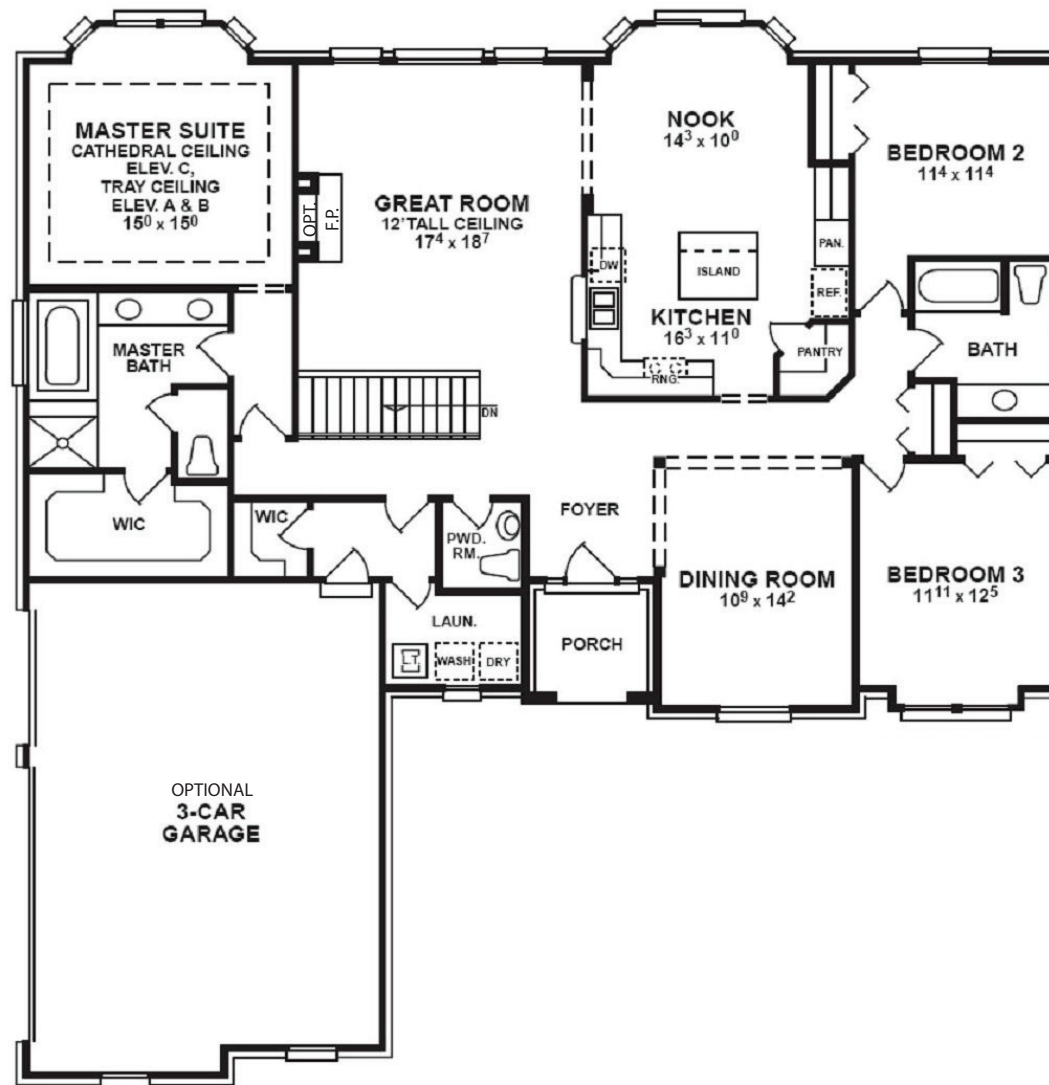 MASTER SUITE
CATHEDRAL CEILING
ELEV. C,
TRAY CEILING
ELEV. A & B
15⁰ x 15⁰
OPT.
F.P.
GREAT ROOM
12'TALL CEILING
17⁴ x 18⁷
NOOK
14³ x 10⁰
BEDROOM 2
11⁴ x 11⁴
DW
ISLAND
PAN.
REF.
KITCHEN
16³ x 11⁰
RNG.
PANTRY
BATH
MASTER
BATH
DN
WIC
WIC
PWD.
RM.
FOYER
DINING ROOM
10⁹ x 14²
BEDROOM 3
11¹¹ x 12⁵
LAUN.
L.T.
WASH
DRY
PORCH
OPTIONAL
3-CAR
GARAGE